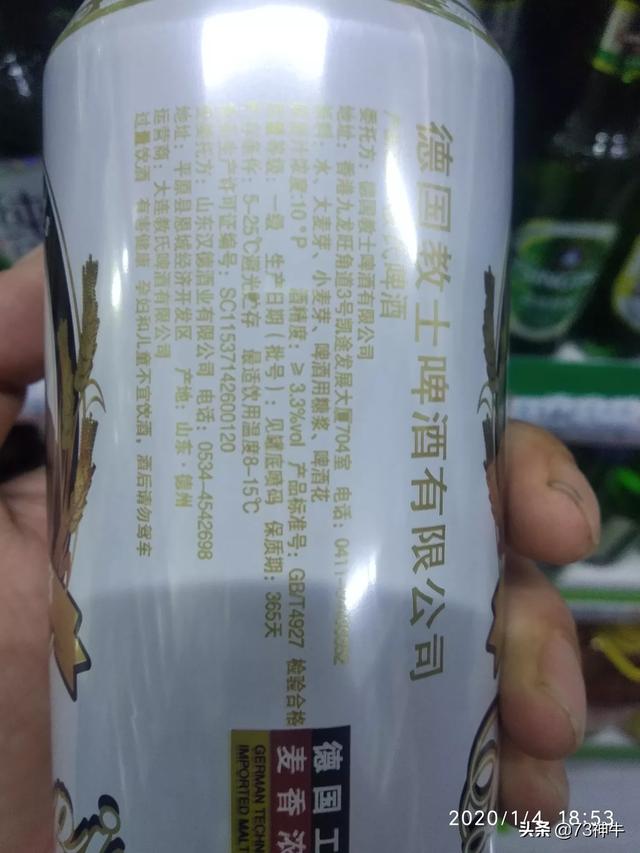 德国教士啤酒有限公司
式啤酒
委托方：德国教士啤酒有限公司
地址：香港九龙旺角道3号凯途发展大厦704室 电话：0411-
料：水、大麦芽、小麦芽、啤酒用糖浆、啤酒花
麦汁浓度:10°P 酒精度：≥3.3%vol 产品标准号：GB/T4927 检验合格
量等级：一级 生产日期(批号)：见罐底喷码 保质期：365天
存条件：5-25℃避光贮存 最适饮用温度8-15℃
生产许可证编号：SC11537142600120
委托方：山东汉德酒业有限公司 电话：0534-4542698
地址：平原县恩城经济开发区 产地：山东·德州
运营商：大连教氏啤酒有限公司
过量饮酒 有害健康 孕妇和儿童不宜饮酒，酒后请勿驾车
德国工
麦香浓
GERMAN TECHN
IMPORTED MALT
2020/1/4 18:53
头条 @73神牛